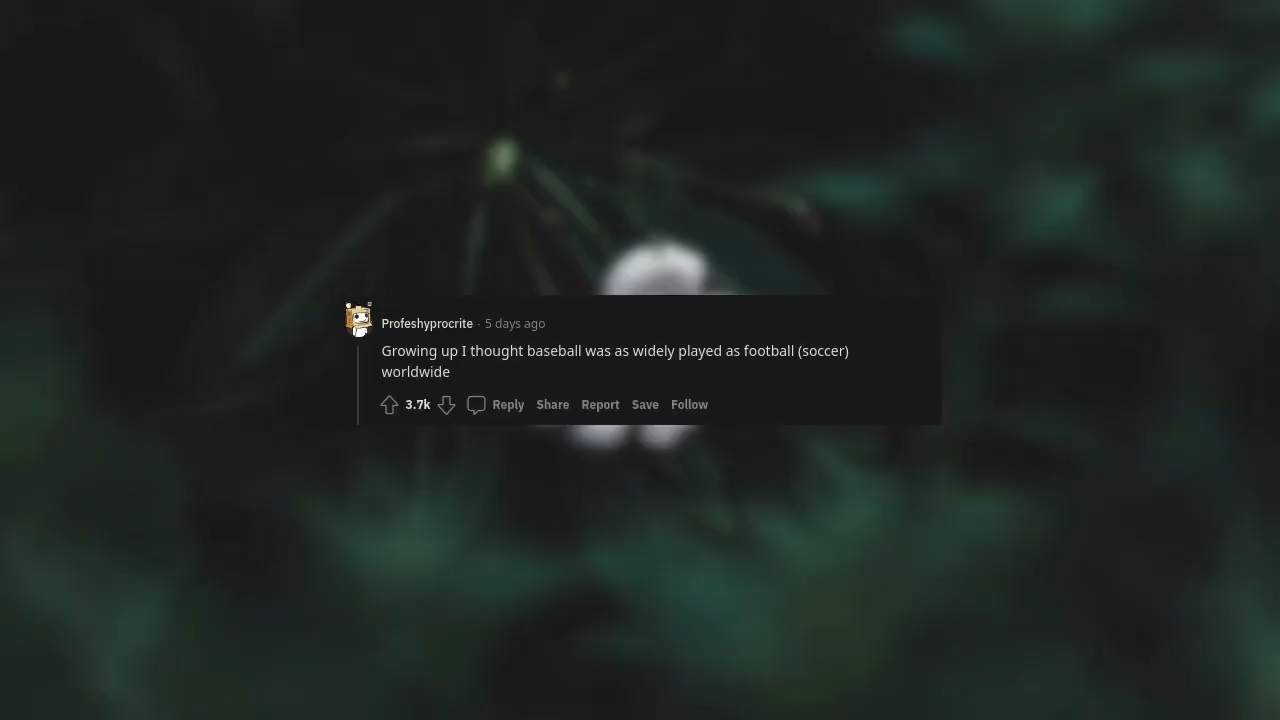 Profeshyprocrite · 5 days ago
Growing up I thought baseball was as widely played as football (soccer)
worldwide
3.7k Reply Share Report Save Follow